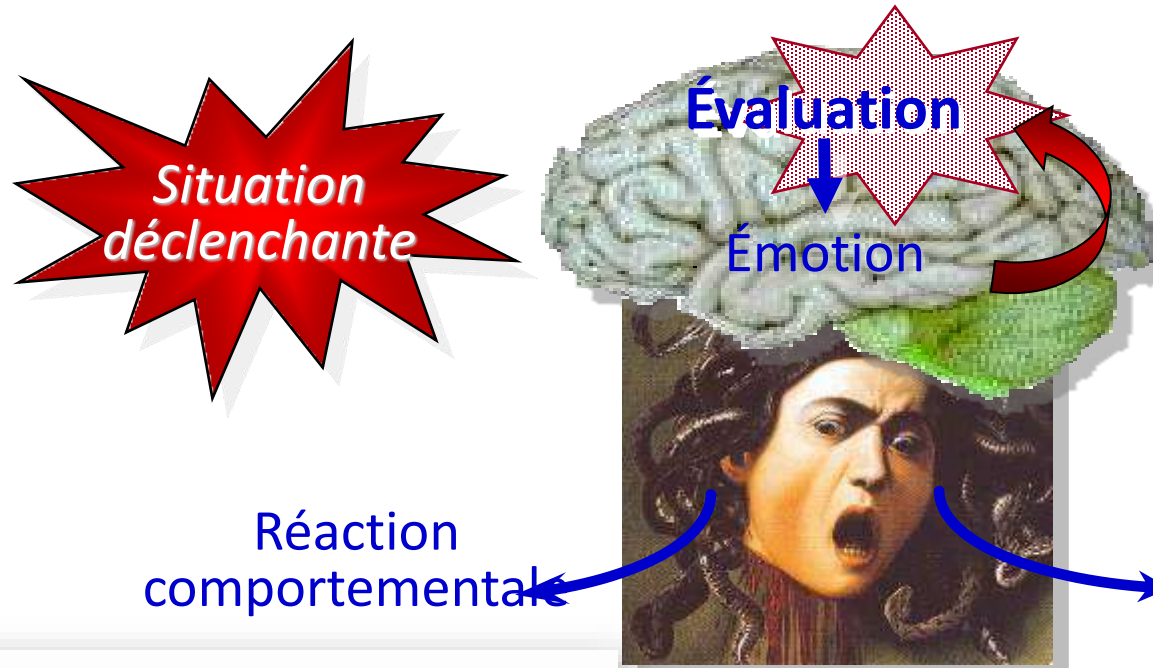 Situation
déclenchante
Évaluation
Émotion
Réaction
comportementale